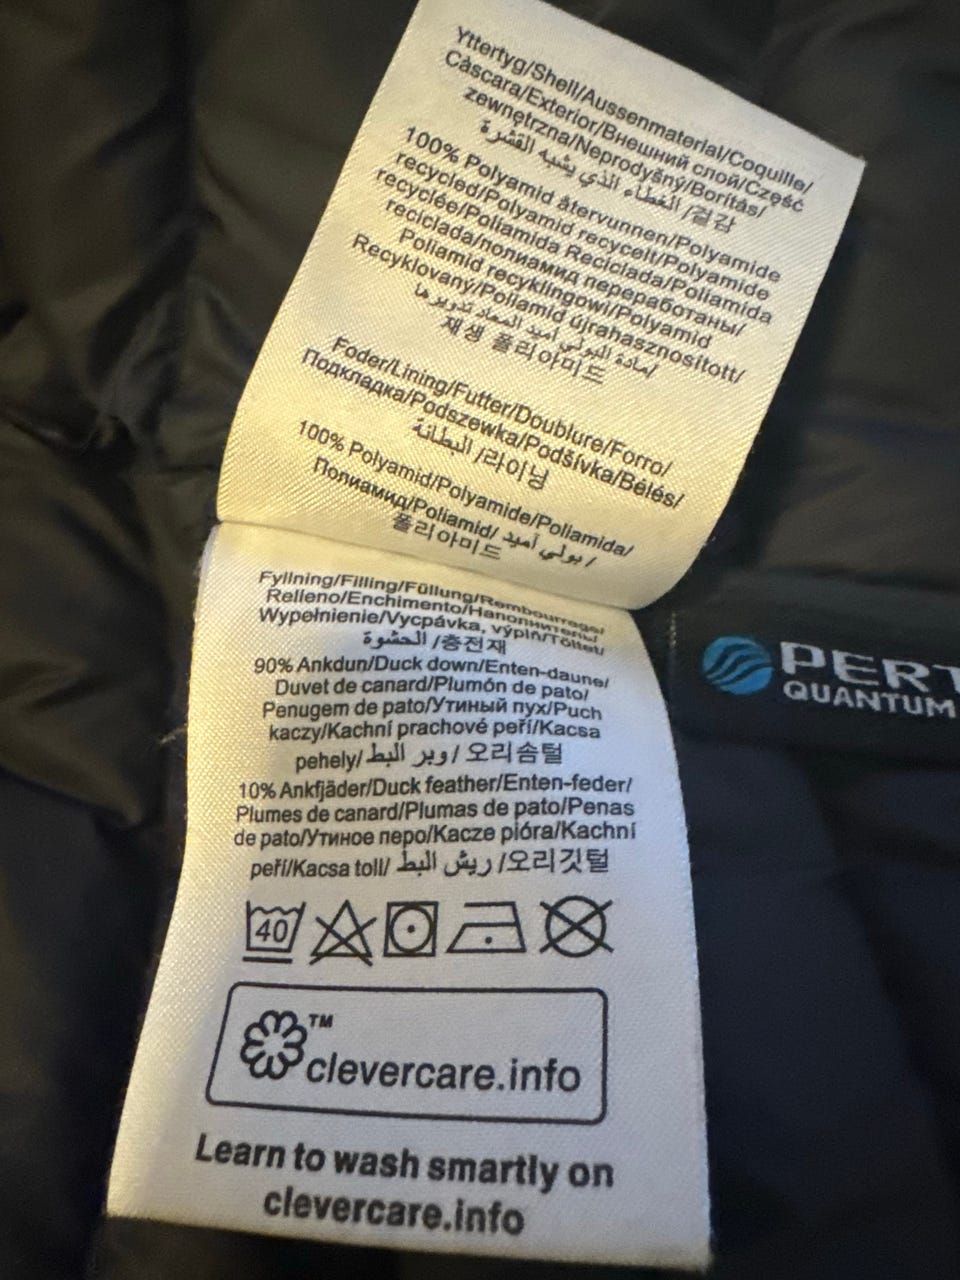 Yttertyg/Shell/Aussenmaterial/Coquille/
Càscara/Exterior/Внешний слой/Część
zewnętrzna/Neprodyšný/Borítás/
الغطاء الذي يشبه القشرة /겉감
100% Polyamid återvunnen/Polyamide
recycled/Polyamid recycelt/Polyamide
recyclée/Poliamida Reciclada/Poliamida
reciclada/полиамид переработаны/
Poliamid recyklingowi/Polyamid
Recyklovaný/Poliamid újrahasznosított/
مادة البولي أميد المعاد تدويرها/
재생 폴리아미드
Foder/Lining/Futter/Doublure/Forro/
Подкладка/Podszewka/Podšívka/Bélés/
البطانة /라이닝
100% Polyamid/Polyamide/Poliamida/
Полиамид/Poliamid/ بولي أميد /
폴리아미드
Fyllning/Filling/Füllung/Rembourrage/
Relleno/Enchimento/Наполнитель/
Wypełnienie/Vycpávka, výplň/Töltet/
الحشوة /충전재
90% Ankdun/Duck down/Enten-daune/
Duvet de canard/Plumón de pato/
Penugem de pato/Утиный пух/Puch
kaczy/Kachní prachové peří/Kacsa
pehely/ وبر البط / 오리솜털
10% Ankfjäder/Duck feather/Enten-feder/
Plumes de canard/Plumas de pato/Penas
de pato/Утиное перо/Kacze pióra/Kachní
peří/Kacsa toll/ ريش البط /오리깃털
40
™
clevercare.info
Learn to wash smartly on
clevercare.info
PERT
QUANTUM